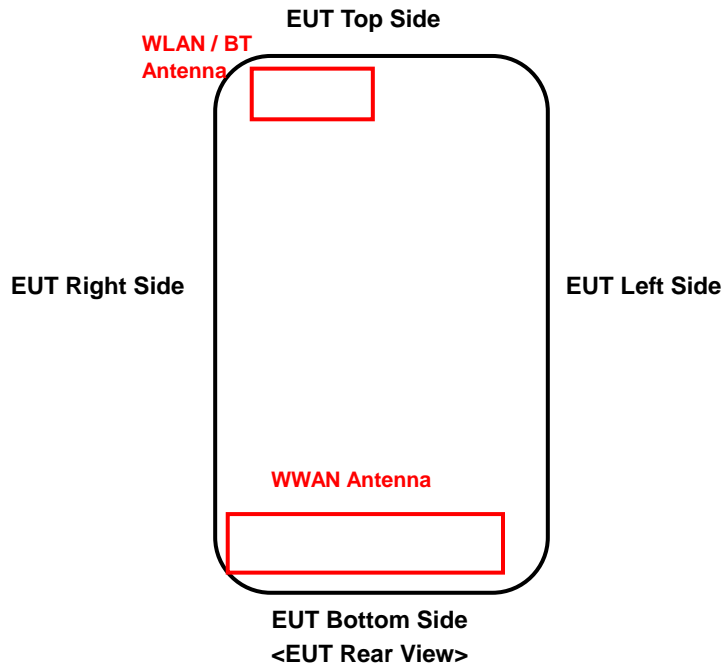 EUT Top Side
WLAN / BT
Antenna
EUT Right Side
EUT Left Side
WWAN Antenna
EUT Bottom Side
<EUT Rear View>